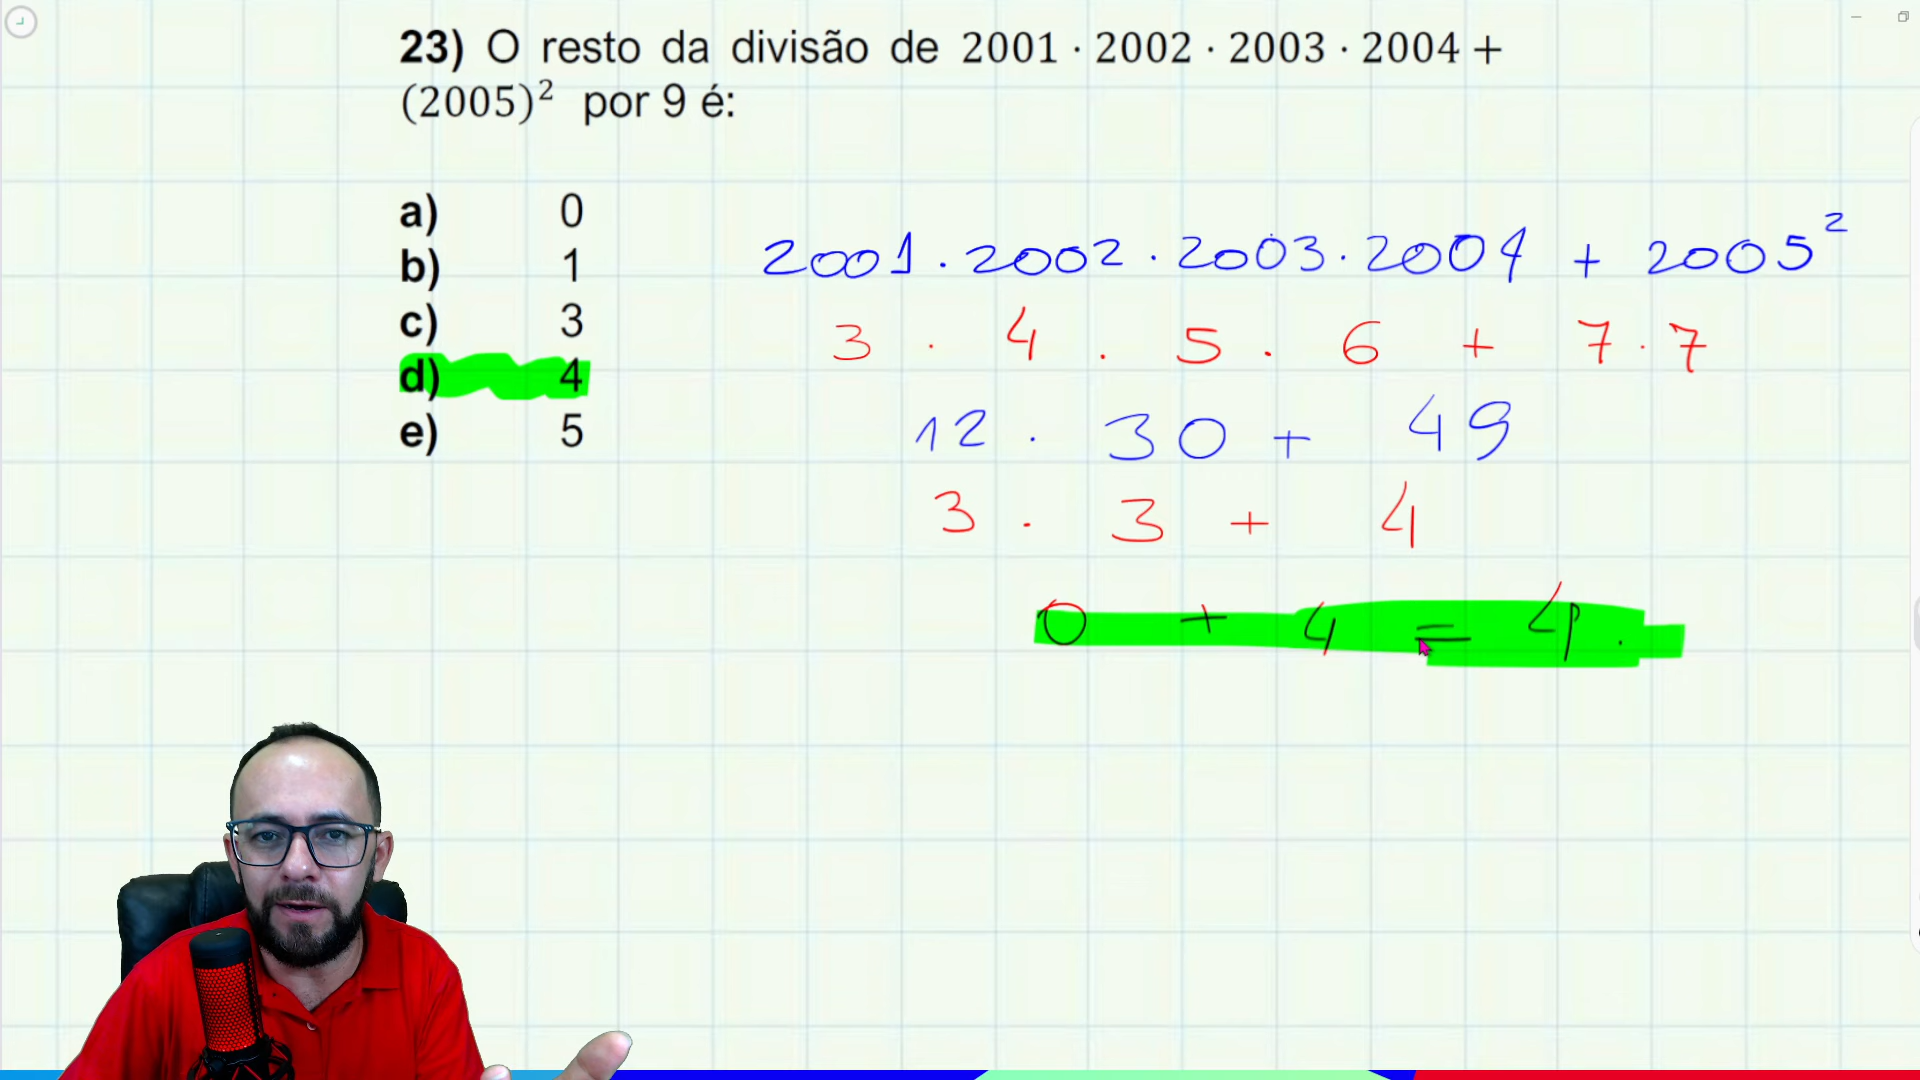 23) O resto da divisão de 2001 · 2002 · 2003 · 2004 +
(2005)² por 9 é:
a) 0
b) 1
c) 3
d) 4
e) 5
2001 . 2002 . 2003 . 2004 + 2005²
3 . 4 . 5 . 6 + 7 . 7
12 . 30 + 49
3 . 3 + 4
0 + 4 = 4 .